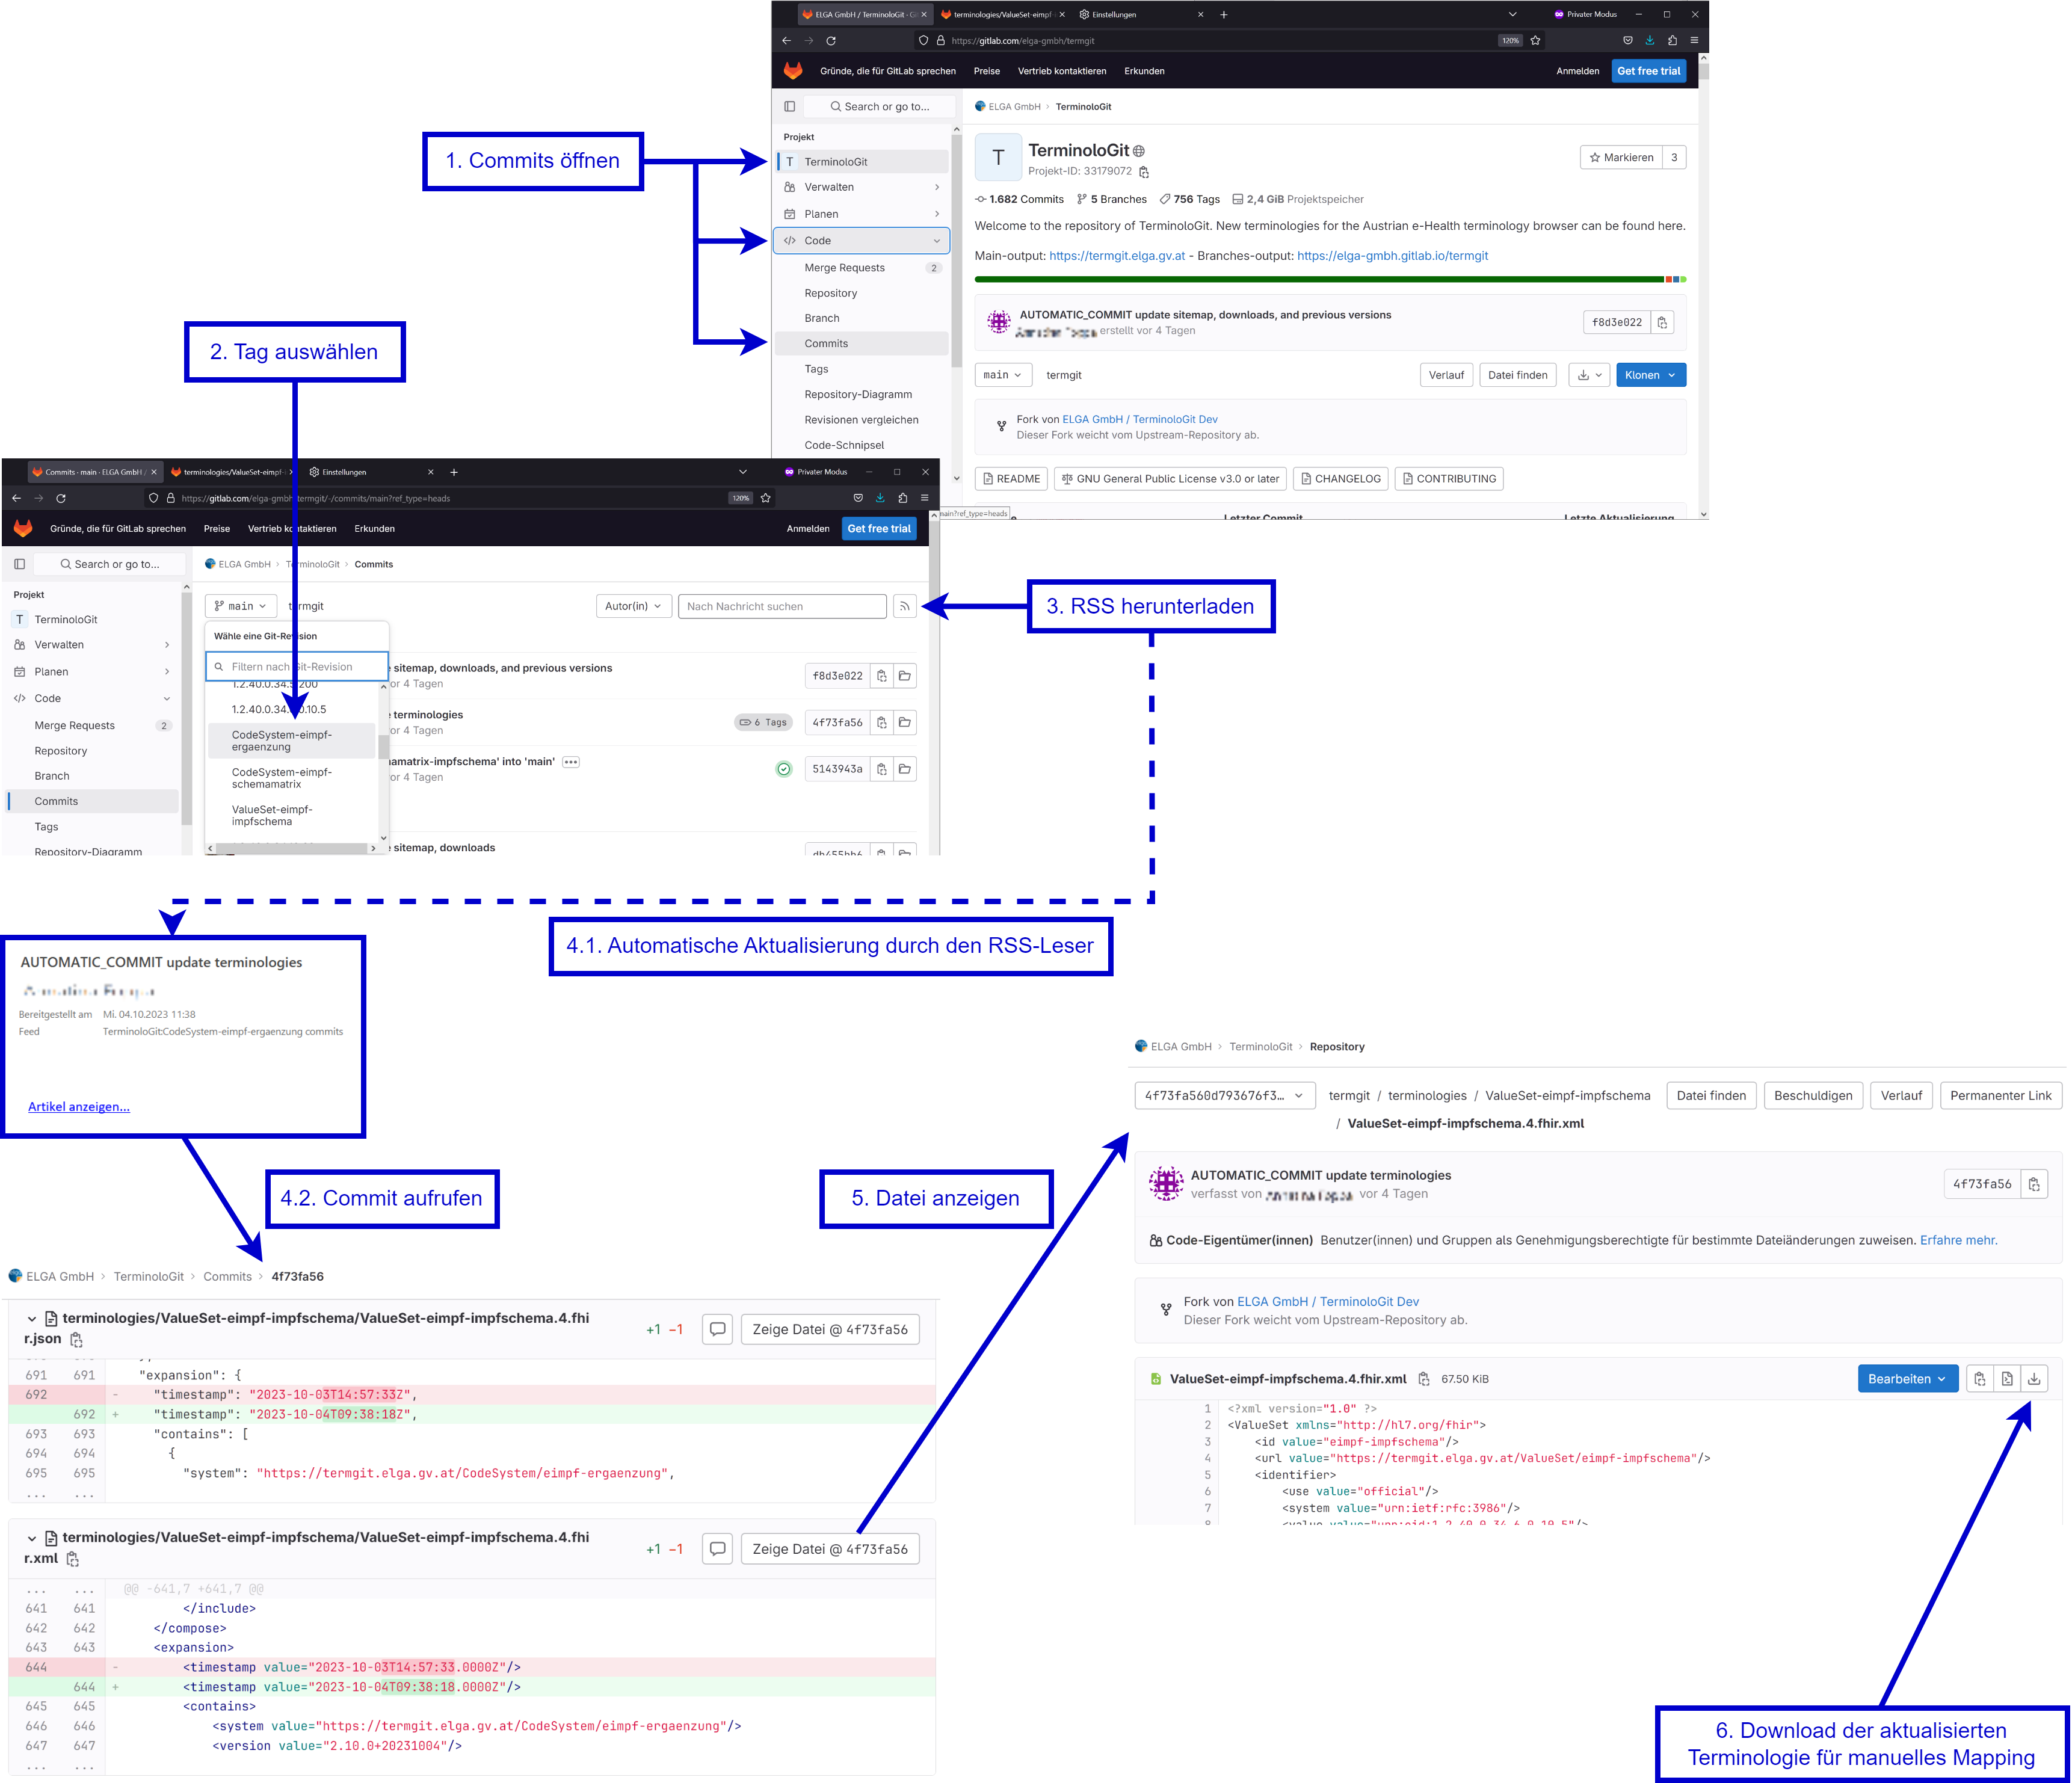 ELGA GmbH / TerminoloGit · Gi
terminologies/ValueSet-eimpf-
Einstellungen
Privater Modus
https://gitlab.com/elga-gmbh/termgit
120%
Gründe, die für GitLab sprechen
Preise
Vertrieb kontaktieren
Erkunden
Anmelden
Get free trial
Search or go to...
ELGA GmbH › TerminoloGit
Projekt
T TerminoloGit
Verwalten
Planen
Code
Merge Requests 2
Repository
Branch
Commits
Tags
Repository-Diagramm
Revisionen vergleichen
Code-Schnipsel
T
TerminoloGit
Projekt-ID: 33179072
Markieren 3
1.682 Commits 5 Branches 756 Tags 2,4 GiB Projektspeicher
Welcome to the repository of TerminoloGit. New terminologies for the Austrian e-Health terminology browser can be found here.
Main-output: https://termgit.elga.gv.at - Branches-output: https://elga-gmbh.gitlab.io/termgit
AUTOMATIC_COMMIT update sitemap, downloads, and previous versions
erstellt vor 4 Tagen
f8d3e022
main
termgit
Verlauf
Datei finden
Klonen
Fork von ELGA GmbH / TerminoloGit Dev
Dieser Fork weicht vom Upstream-Repository ab.
README
GNU General Public License v3.0 or later
CHANGELOG
CONTRIBUTING
main?ref_type=heads
e
Letzter Commit
Letzte Aktualisierung
1. Commits öffnen
2. Tag auswählen
Commits · main · ELGA GmbH /
terminologies/ValueSet-eimpf-
Einstellungen
Privater Modus
https://gitlab.com/elga-gmbh/termgit/-/commits/main?ref_type=heads
120%
Gründe, die für GitLab sprechen
Preise
Vertrieb kontaktieren
Erkunden
Anmelden
Get free trial
Search or go to...
ELGA GmbH › TerminoloGit › Commits
Projekt
T TerminoloGit
Verwalten
Planen
Code
Merge Requests 2
Repository
Branch
Commits
Tags
Repository-Diagramm
main
termgit
Autor(in)
Nach Nachricht suchen
Wähle eine Git-Revision
Filtern nach Git-Revision
1.2.40.0.34.5.200
CodeSystem-eimpf-
ergaenzung
CodeSystem-eimpf-
schemamatrix
ValueSet-eimpf-
impfschema
sitemap, downloads, and previous versions
or 4 Tagen
f8d3e022
terminologies
or 4 Tagen
6 Tags
4f73fa56
amatrix-impfschema' into 'main'
or 4 Tagen
5143943a
sitemap, downloads
db455bb6
3. RSS herunterladen
4.1. Automatische Aktualisierung durch den RSS-Leser
AUTOMATIC_COMMIT update terminologies
Bereitgestellt am Mi. 04.10.2023 11:38
Feed TerminoloGit:CodeSystem-eimpf-ergaenzung commits
Artikel anzeigen...
4.2. Commit aufrufen
5. Datei anzeigen
ELGA GmbH › TerminoloGit › Commits › 4f73fa56
terminologies/ValueSet-eimpf-impfschema/ValueSet-eimpf-impfschema.4.fhi
r.json
+1 −1
Zeige Datei @ 4f73fa56
691 691 "expansion": {
692 - "timestamp": "2023-10-03T14:57:33Z",
692 + "timestamp": "2023-10-04T09:38:18Z",
693 693 "contains": [
694 694 {
695 695 "system": "https://termgit.elga.gv.at/CodeSystem/eimpf-ergaenzung",
... ...
terminologies/ValueSet-eimpf-impfschema/ValueSet-eimpf-impfschema.4.fhi
r.xml
+1 −1
Zeige Datei @ 4f73fa56
... ... @@ -641,7 +641,7 @@
641 641 </include>
642 642 </compose>
643 643 <expansion>
644 - <timestamp value="2023-10-03T14:57:33.0000Z"/>
644 + <timestamp value="2023-10-04T09:38:18.0000Z"/>
645 645 <contains>
646 646 <system value="https://termgit.elga.gv.at/CodeSystem/eimpf-ergaenzung"/>
647 647 <version value="2.10.0+20231004"/>
... ...
ELGA GmbH › TerminoloGit › Repository
4f73fa560d793676f3…
termgit / terminologies / ValueSet-eimpf-impfschema
/ ValueSet-eimpf-impfschema.4.fhir.xml
Datei finden
Beschuldigen
Verlauf
Permanenter Link
AUTOMATIC_COMMIT update terminologies
verfasst von
vor 4 Tagen
4f73fa56
Code-Eigentümer(innen) Benutzer(innen) und Gruppen als Genehmigungsberechtigte für bestimmte Dateiänderungen zuweisen. Erfahre mehr.
Fork von ELGA GmbH / TerminoloGit Dev
Dieser Fork weicht vom Upstream-Repository ab.
ValueSet-eimpf-impfschema.4.fhir.xml 67.50 KiB
Bearbeiten
1 <?xml version="1.0" ?>
2 <ValueSet xmlns="http://hl7.org/fhir">
3 <id value="eimpf-impfschema"/>
4 <url value="https://termgit.elga.gv.at/ValueSet/eimpf-impfschema"/>
5 <identifier>
6 <use value="official"/>
7 <system value="urn:ietf:rfc:3986"/>
8 <value value="urn:oid:1.2.40.0.34.6.0.10.5"/>
6. Download der aktualisierten
Terminologie für manuelles Mapping